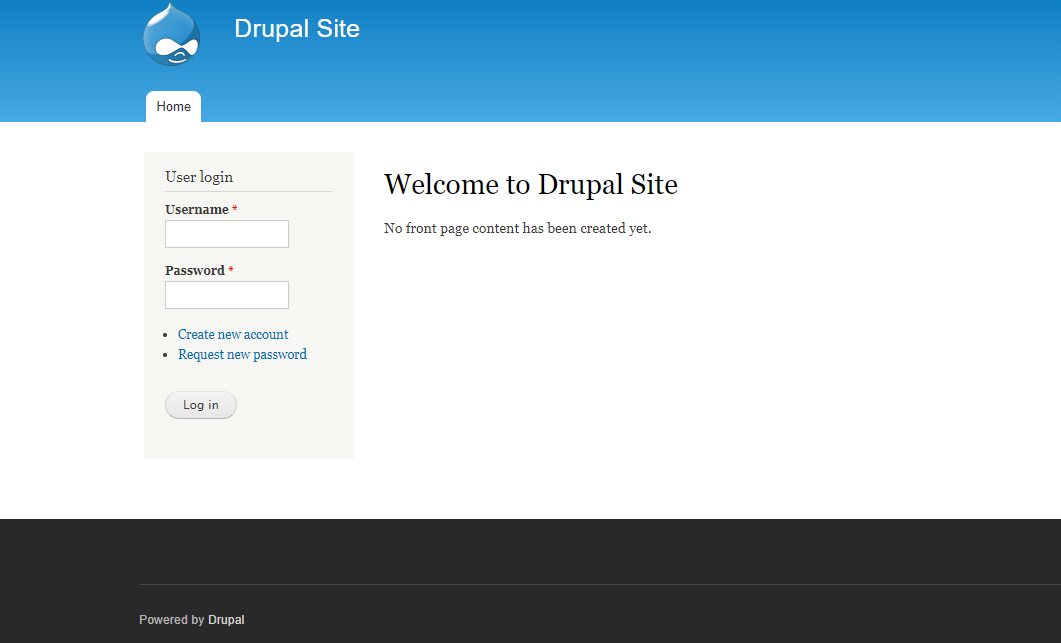 Drupal Site
Home
User login
Username *
Password *
Create new account
Request new password
Log in
Welcome to Drupal Site
No front page content has been created yet.
Powered by Drupal